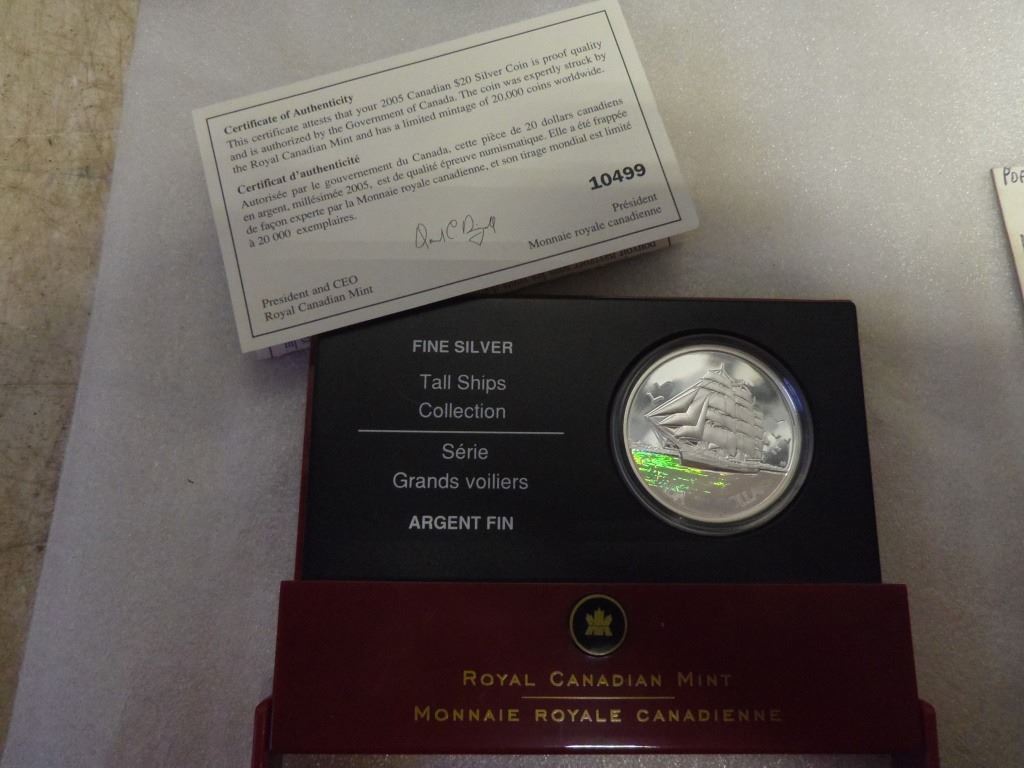 Certificate of Authenticity
This certificate attests that your 2005 Canadian $20 Silver Coin is proof quality
and is authorized by the Government of Canada. The coin was expertly struck by
the Royal Canadian Mint and has a limited mintage of 20,000 coins worldwide.
Certificat d'authenticité
Autorisée par le gouvernement du Canada, cette pièce de 20 dollars canadiens
en argent, millésimée 2005, est de qualité épreuve numismatique. Elle a été frappée
de façon experte par la Monnaie royale canadienne, et son tirage mondial est limité
à 20 000 exemplaires.
10499
President and CEO
Royal Canadian Mint
Président
Monnaie royale canadienne
FINE SILVER
Tall Ships
Collection
Série
Grands voiliers
ARGENT FIN
ROYAL CANADIAN MINT
MONNAIE ROYALE CANADIENNE